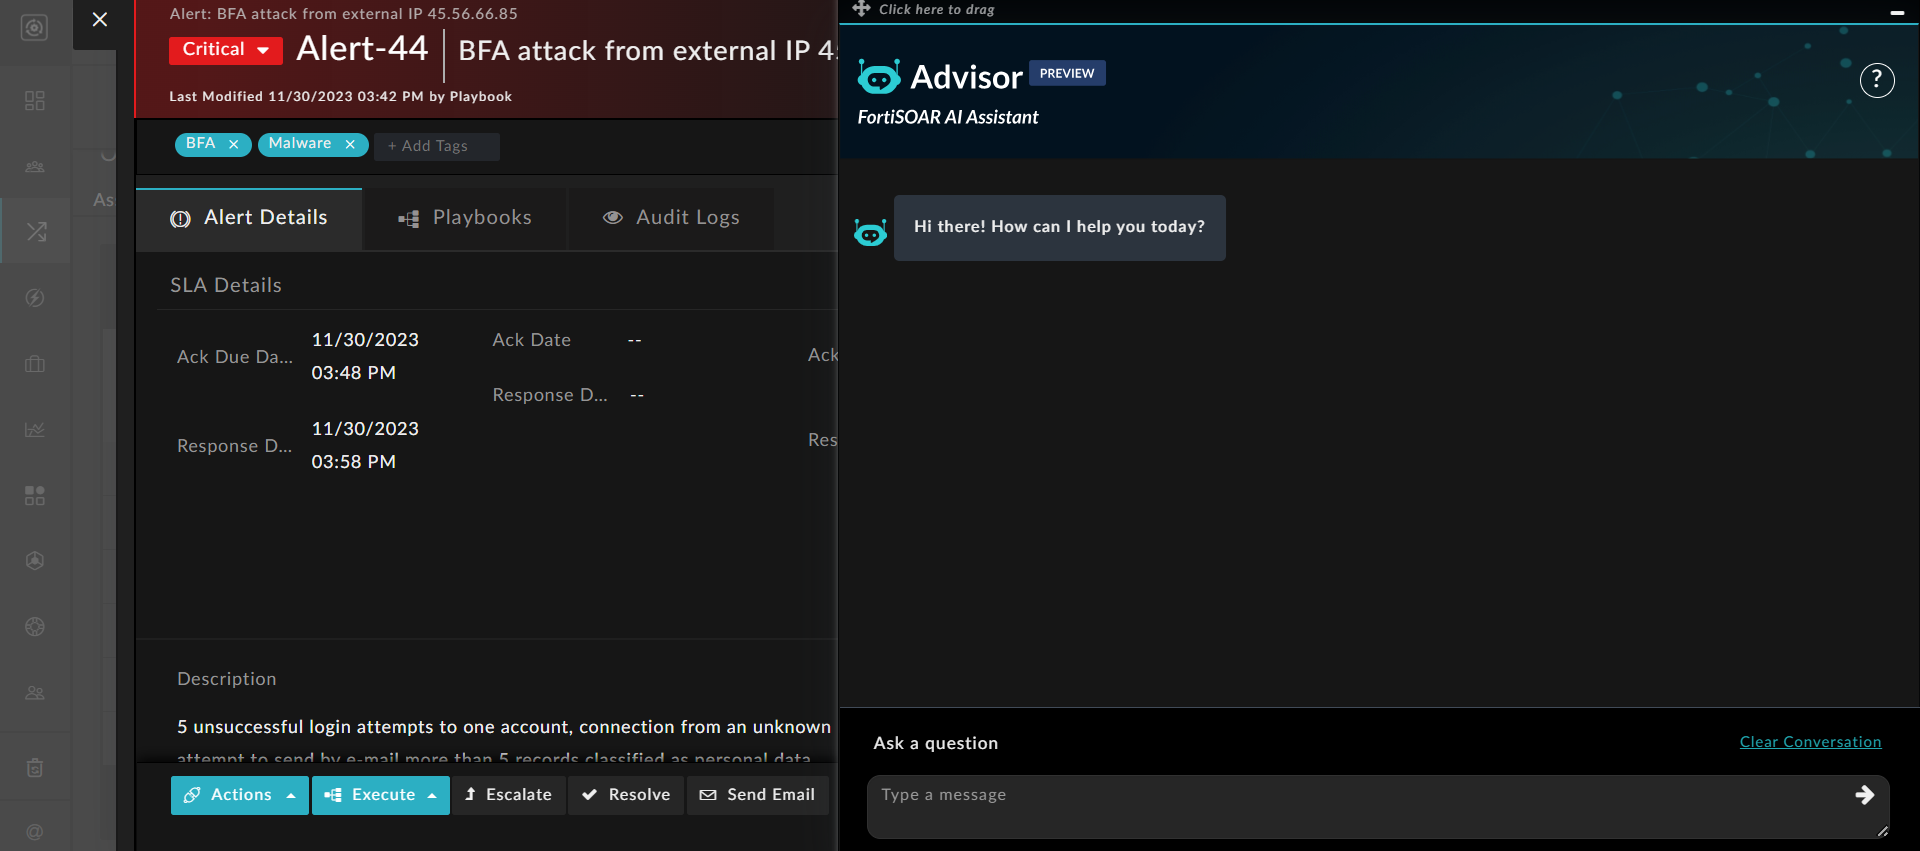 Alert: BFA attack from external IP 45.56.66.85
Critical
Alert-44
BFA attack from external IP 4
Last Modified 11/30/2023 03:42 PM by Playbook
BFA ×
Malware ×
+ Add Tags
As
Alert Details
Playbooks
Audit Logs
SLA Details
Ack Due Da...
11/30/2023
03:48 PM
Ack Date
--
Ack
Response D...
--
Response D...
11/30/2023
03:58 PM
Res
Description
5 unsuccessful login attempts to one account, connection from an unknown
attempt to send by e-mail more than 5 records classified as personal data
Actions
Execute
Escalate
Resolve
Send Email
Click here to drag
Advisor
PREVIEW
FortiSOAR AI Assistant
?
Hi there! How can I help you today?
Ask a question
Clear Conversation
Type a message